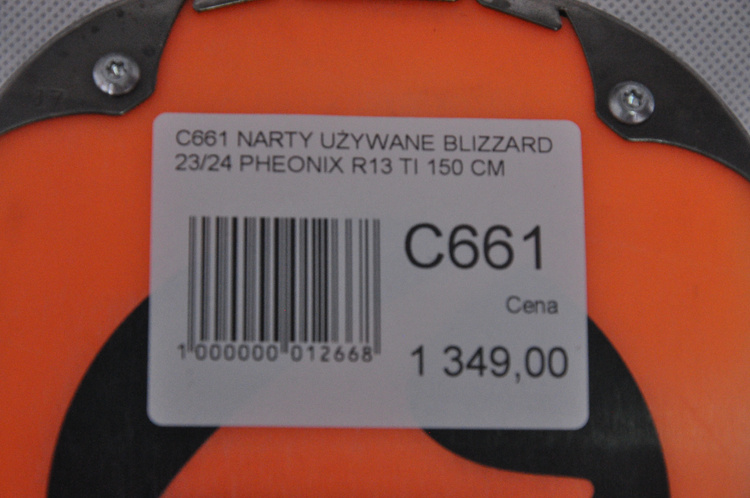 C661 NARTY UŻYWANE BLIZZARD
23/24 PHEONIX R13 TI 150 CM
C661
Cena
1 000000 012668
1 349,00